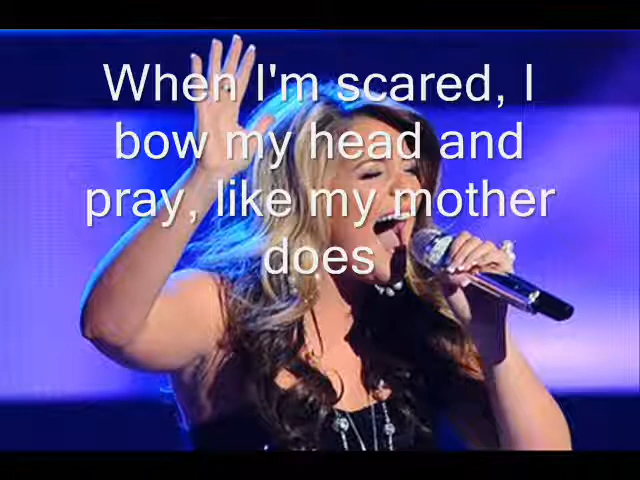 When I'm scared, I
bow my head and
pray, like my mother
does